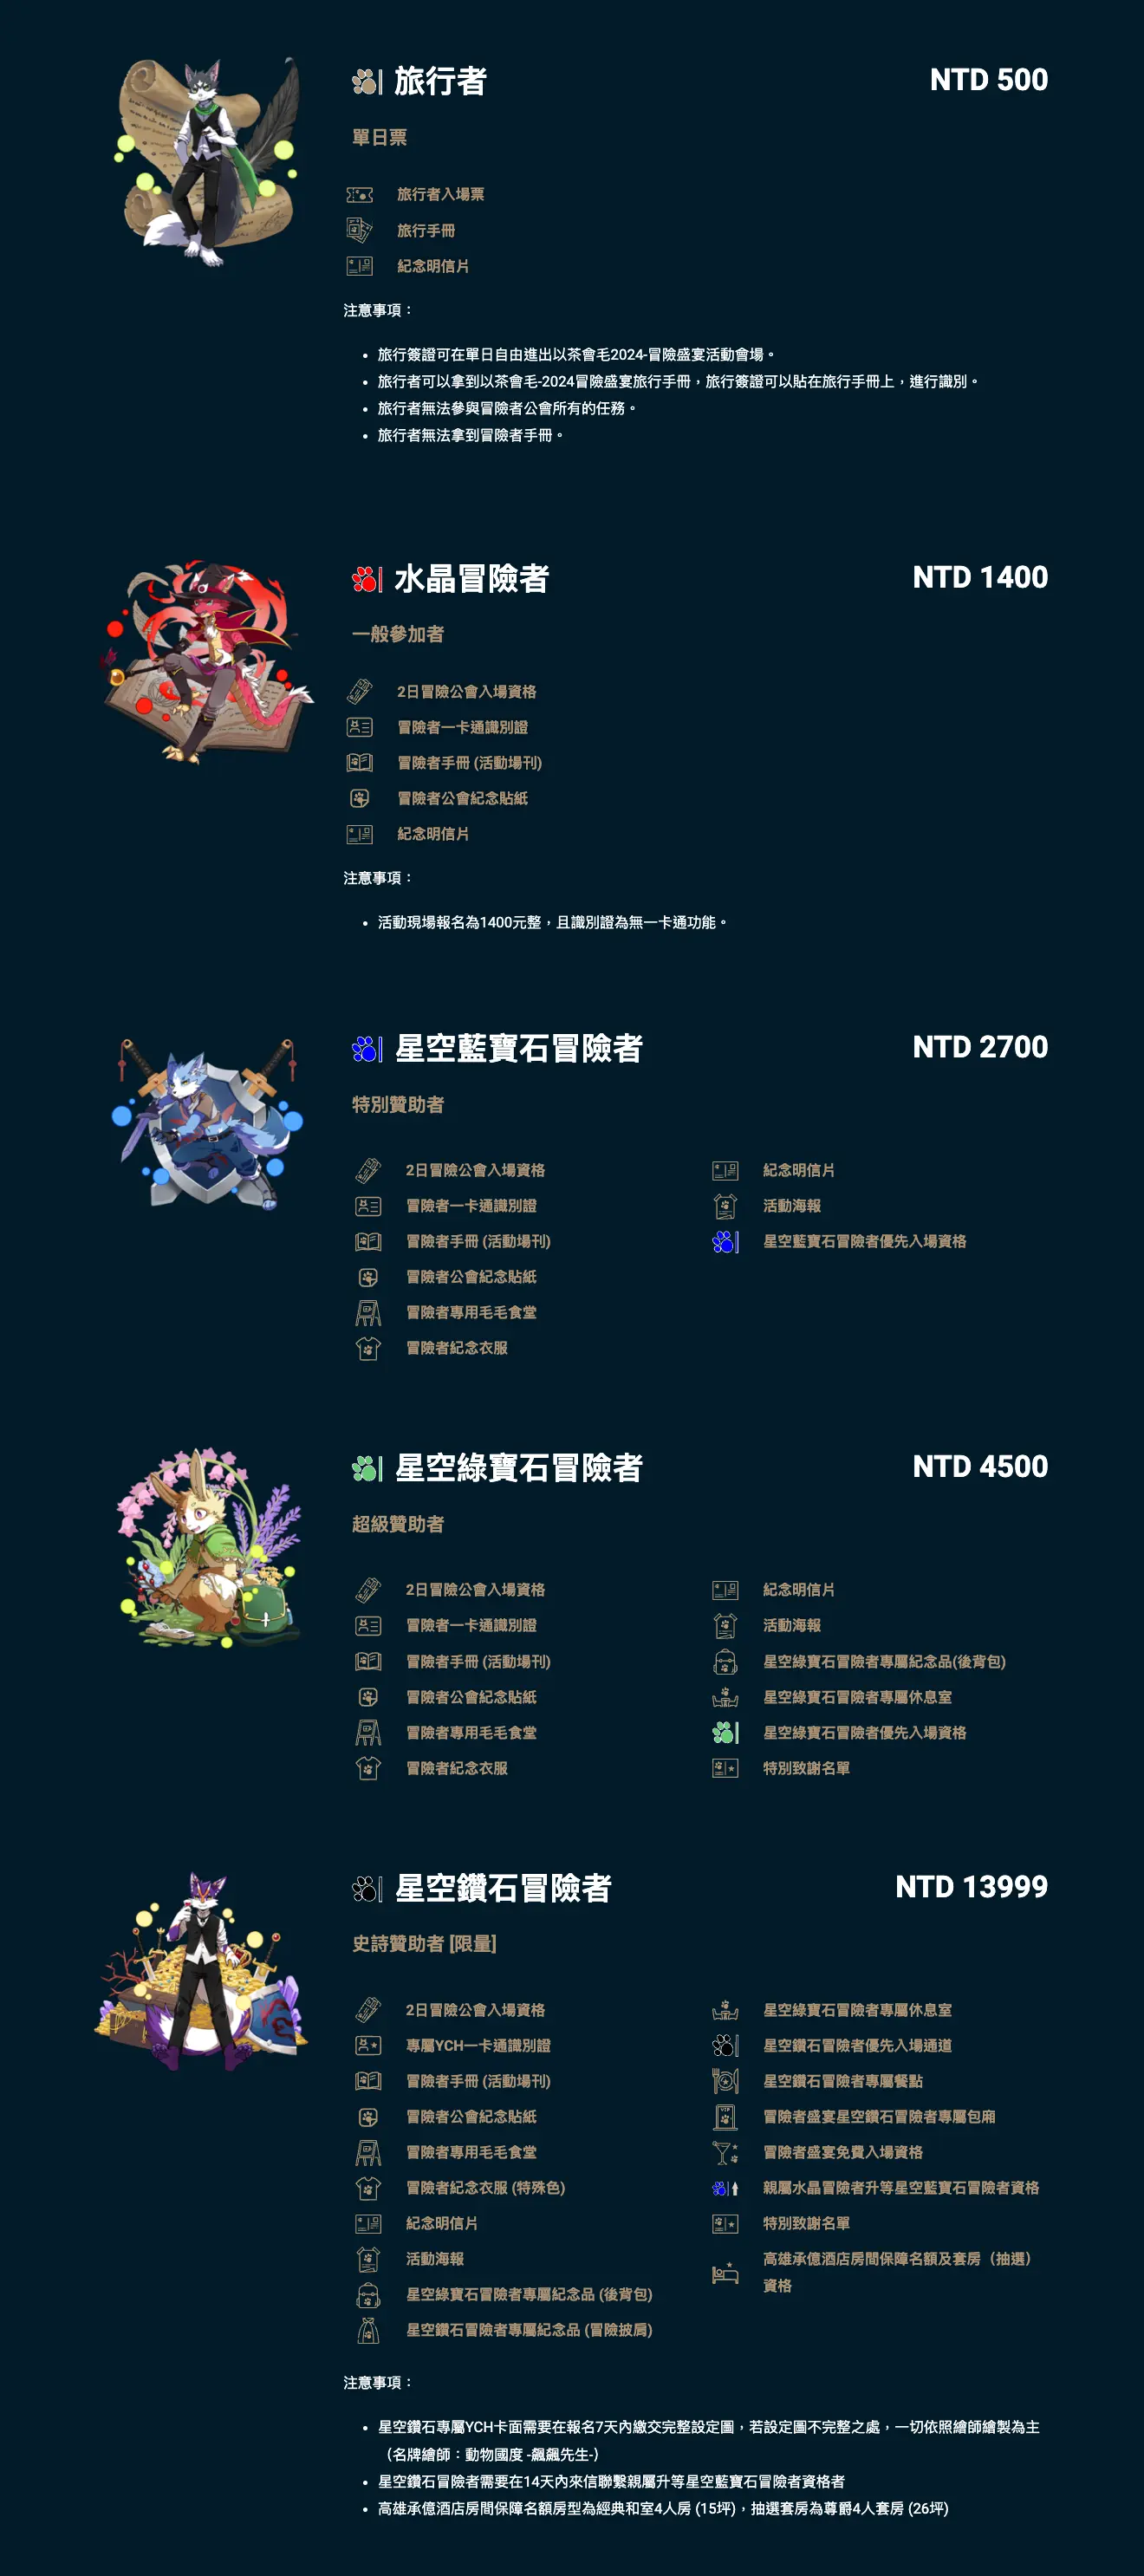 旅行者
NTD 500
單日票
旅行者入場票
旅行手冊
紀念明信片
注意事項：
旅行簽證可在單日自由進出以茶會毛2024-冒險盛宴活動會場。
旅行者可以拿到以茶會毛-2024冒險盛宴旅行手冊，旅行簽證可以貼在旅行手冊上，進行識別。
旅行者無法參與冒險者公會所有的任務。
旅行者無法拿到冒險者手冊。
水晶冒險者
NTD 1400
一般參加者
2日冒險公會入場資格
冒險者一卡通識別證
冒險者手冊 (活動場刊)
冒險者公會紀念貼紙
紀念明信片
注意事項：
活動現場報名為1400元整，且識別證為無一卡通功能。
星空藍寶石冒險者
NTD 2700
特別贊助者
2日冒險公會入場資格
冒險者一卡通識別證
冒險者手冊 (活動場刊)
冒險者公會紀念貼紙
冒險者專用毛毛食堂
冒險者紀念衣服
紀念明信片
活動海報
星空藍寶石冒險者優先入場資格
星空綠寶石冒險者
NTD 4500
超級贊助者
2日冒險公會入場資格
冒險者一卡通識別證
冒險者手冊 (活動場刊)
冒險者公會紀念貼紙
冒險者專用毛毛食堂
冒險者紀念衣服
紀念明信片
活動海報
星空綠寶石冒險者專屬紀念品(後背包)
星空綠寶石冒險者專屬休息室
星空綠寶石冒險者優先入場資格
特別致謝名單
星空鑽石冒險者
NTD 13999
史詩贊助者 [限量]
2日冒險公會入場資格
專屬YCH一卡通識別證
冒險者手冊 (活動場刊)
冒險者公會紀念貼紙
冒險者專用毛毛食堂
冒險者紀念衣服 (特殊色)
紀念明信片
活動海報
星空綠寶石冒險者專屬紀念品 (後背包)
星空鑽石冒險者專屬紀念品 (冒險披肩)
星空綠寶石冒險者專屬休息室
星空鑽石冒險者優先入場通道
星空鑽石冒險者專屬餐點
冒險者盛宴星空鑽石冒險者專屬包廂
冒險者盛宴免費入場資格
親屬水晶冒險者升等星空藍寶石冒險者資格
特別致謝名單
高雄承億酒店房間保障名額及套房（抽選）
資格
注意事項：
星空鑽石專屬YCH卡面需要在報名7天內繳交完整設定圖，若設定圖不完整之處，一切依照繪師繪製為主
（名牌繪師：動物國度 -飆飆先生-）
星空鑽石冒險者需要在14天內來信聯繫親屬升等星空藍寶石冒險者資格者
高雄承億酒店房間保障名額房型為經典和室4人房 (15坪)，抽選套房為尊爵4人套房 (26坪)